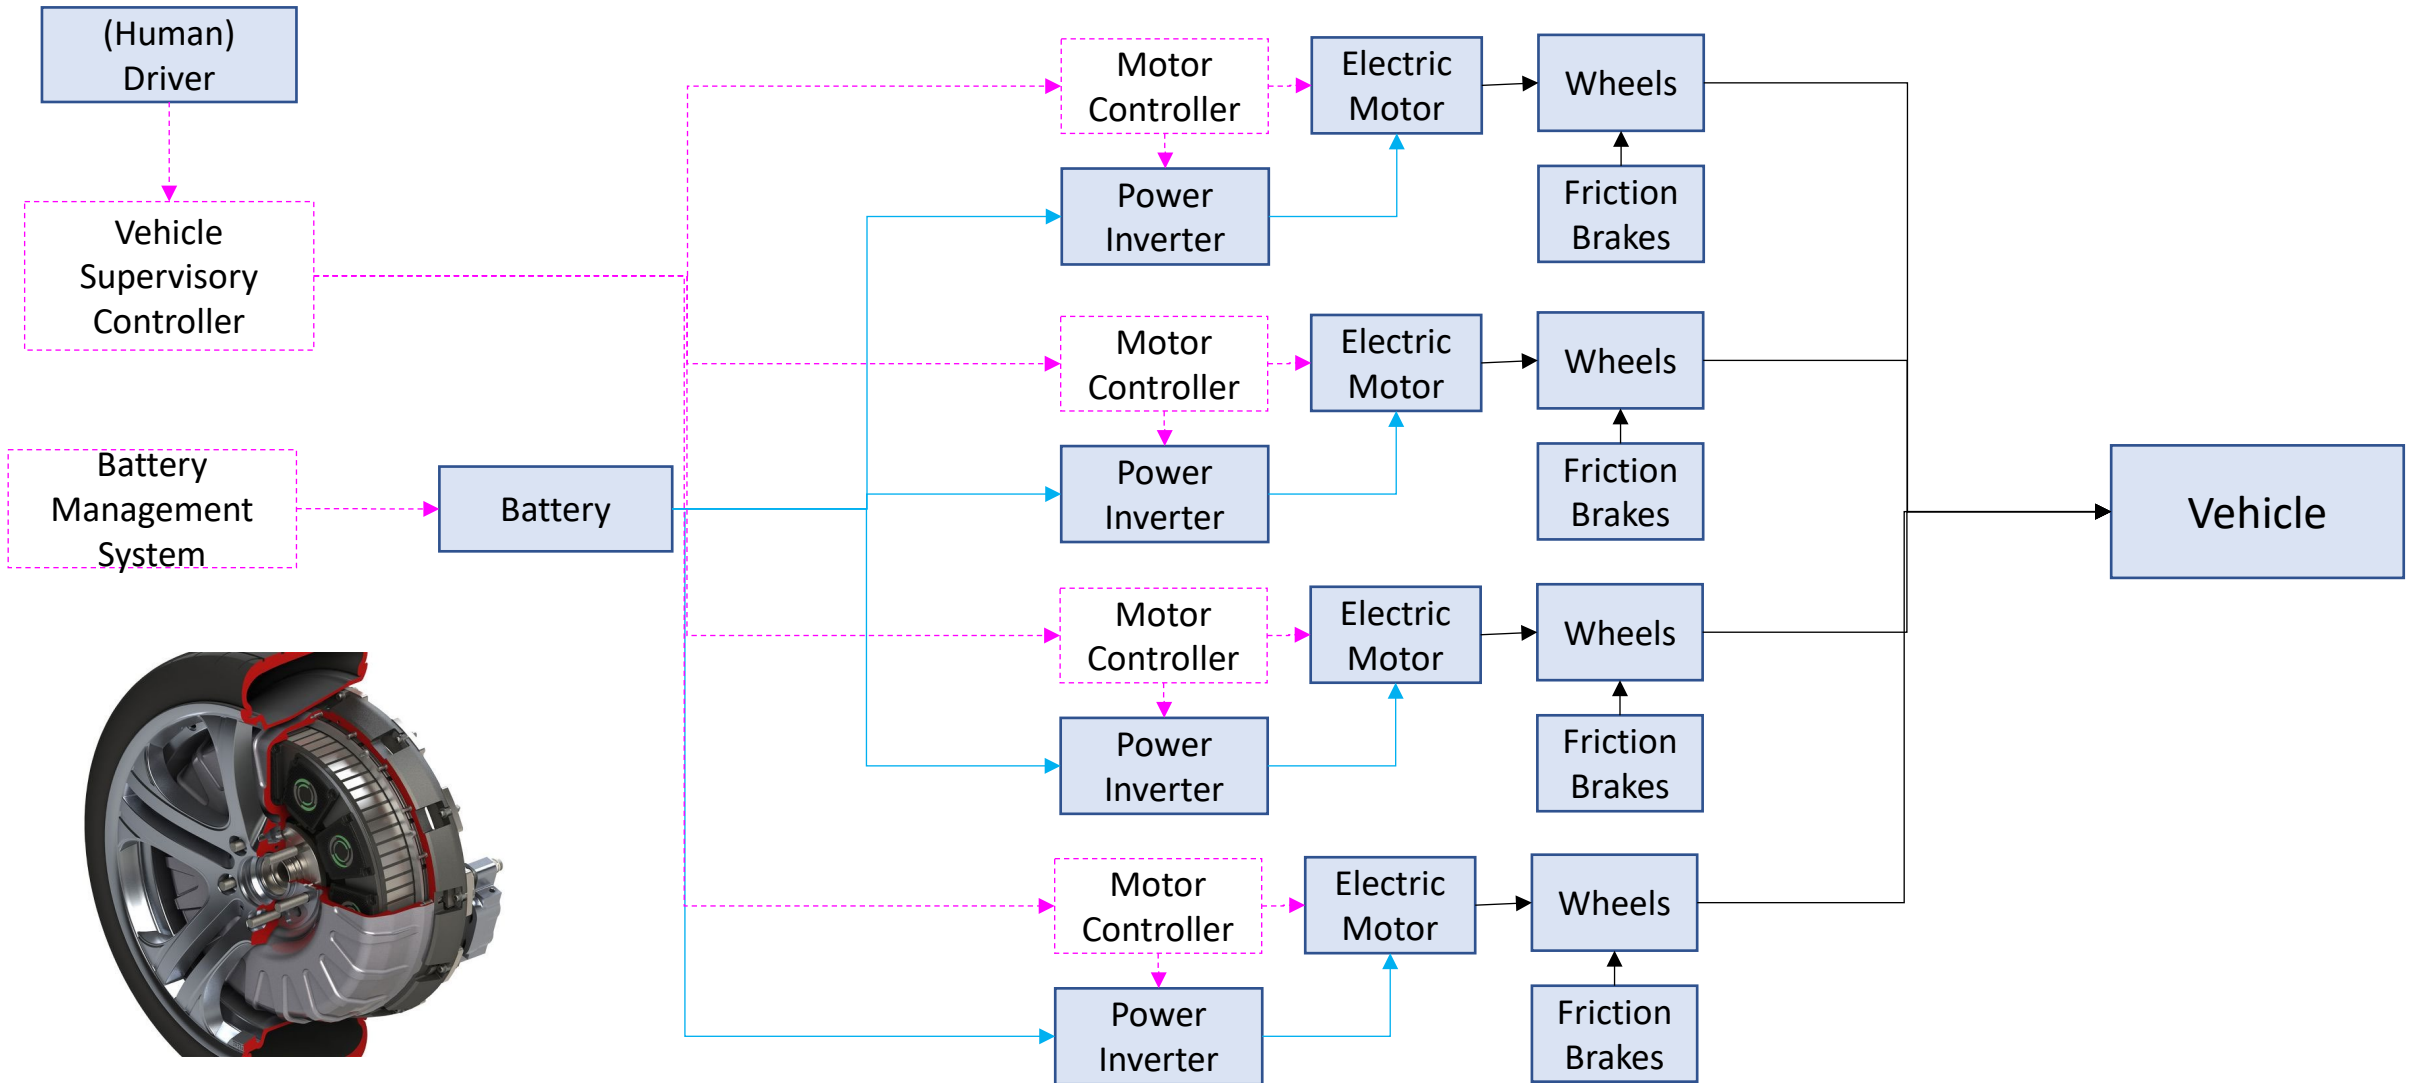 (Human)
Driver
Vehicle
Supervisory
Controller
Battery
Management
System
Battery
Motor
Controller
Electric
Motor
Wheels
Power
Inverter
Friction
Brakes
Motor
Controller
Electric
Motor
Wheels
Power
Inverter
Friction
Brakes
Motor
Controller
Electric
Motor
Wheels
Power
Inverter
Friction
Brakes
Motor
Controller
Electric
Motor
Wheels
Power
Inverter
Friction
Brakes
Vehicle